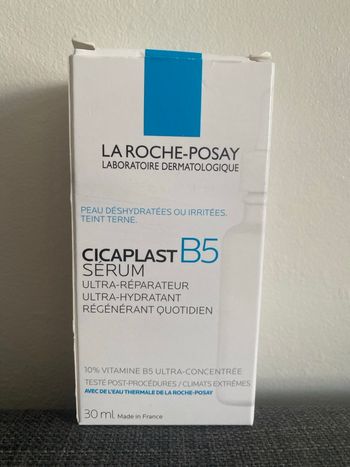 LA ROCHE-POSAY
LABORATOIRE DERMATOLOGIQUE
PEAU DÉSHYDRATÉES OU IRRITÉES.
TEINT TERNE.
CICAPLAST B5
SÉRUM
ULTRA-RÉPARATEUR
ULTRA-HYDRATANT
RÉGÉNÉRANT QUOTIDIEN
10% VITAMINE B5 ULTRA-CONCENTRÉE
TESTÉ POST-PROCÉDURES / CLIMATS EXTRÊMES
AVEC DE L'EAU THERMALE DE LA ROCHE-POSAY
30 ml Made in France